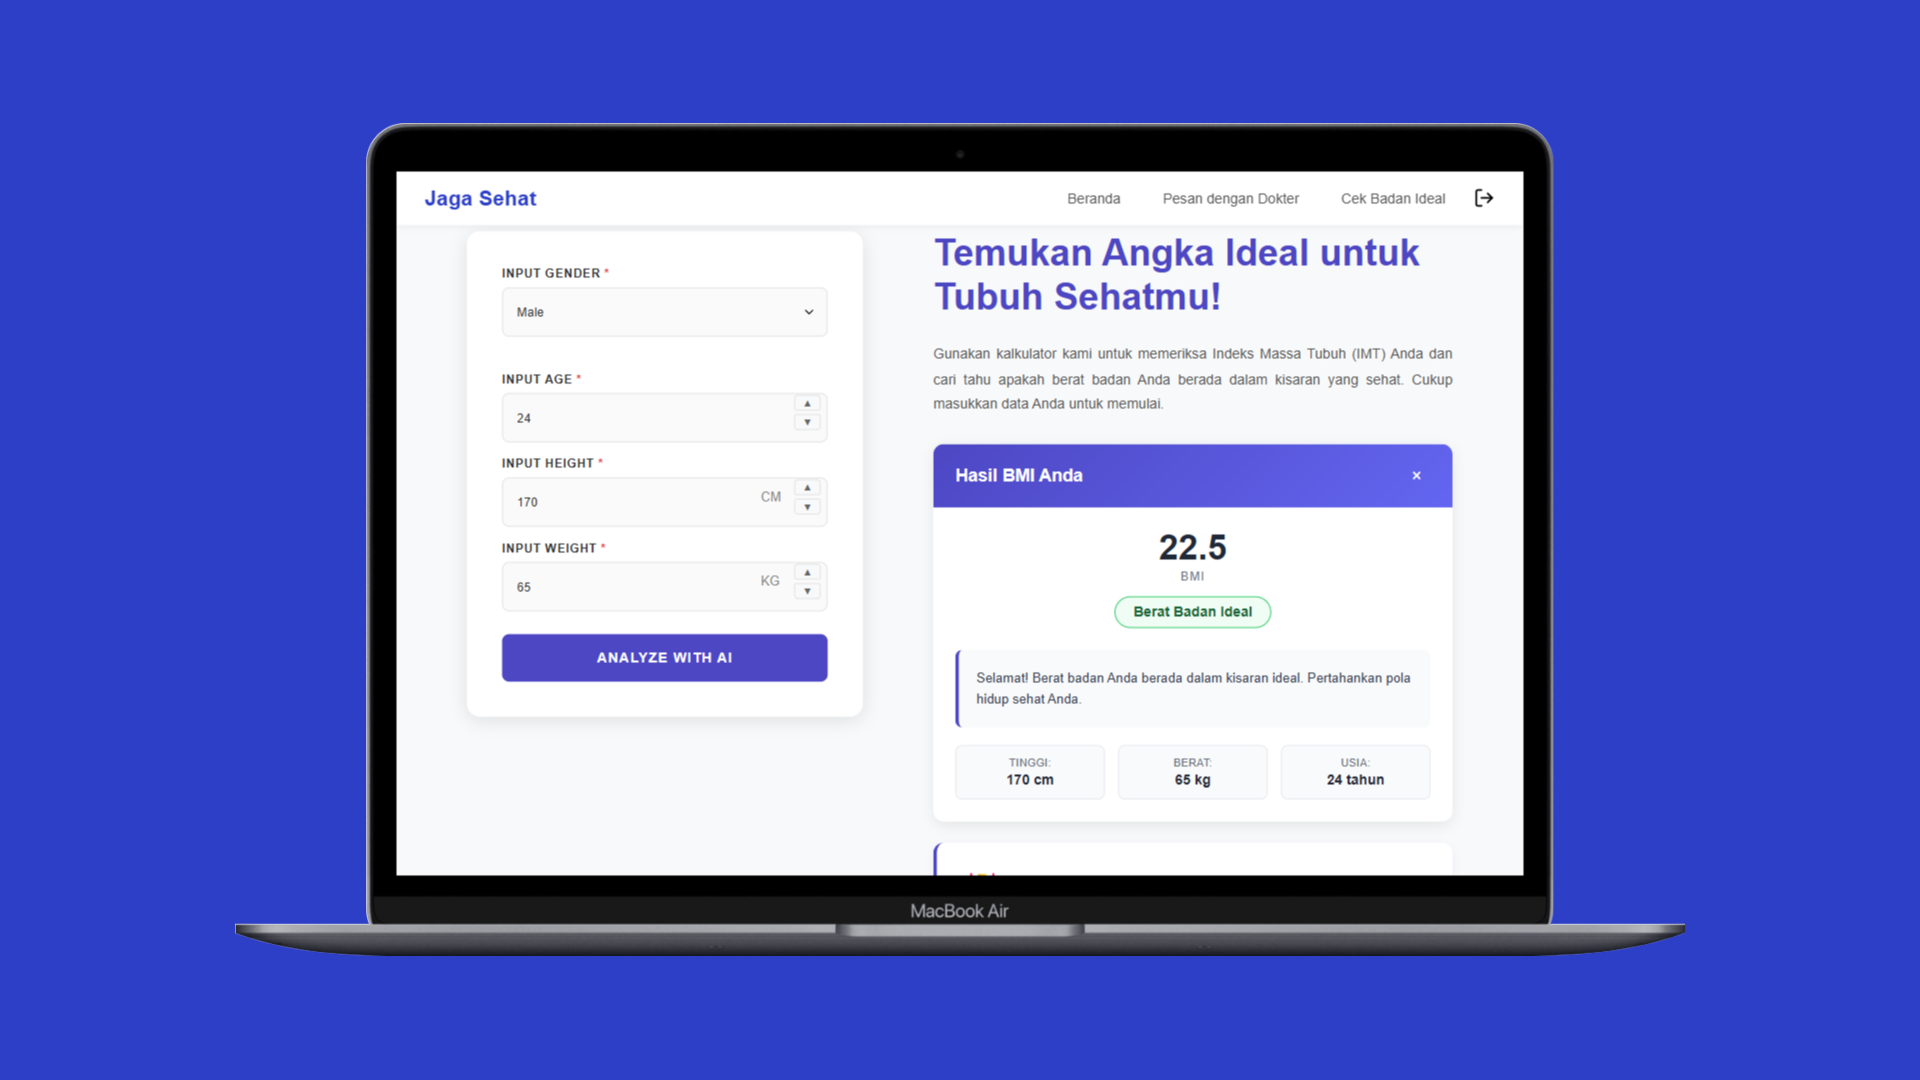 Jaga Sehat
Beranda
Pesan dengan Dokter
Cek Badan Ideal
INPUT GENDER *
Male
INPUT AGE *
24
INPUT HEIGHT *
170
CM
INPUT WEIGHT *
65
KG
ANALYZE WITH AI
Temukan Angka Ideal untuk
Tubuh Sehatmu!
Gunakan kalkulator kami untuk memeriksa Indeks Massa Tubuh (IMT) Anda dan
cari tahu apakah berat badan Anda berada dalam kisaran yang sehat. Cukup
masukkan data Anda untuk memulai.
Hasil BMI Anda
×
22.5
BMI
Berat Badan Ideal
Selamat! Berat badan Anda berada dalam kisaran ideal. Pertahankan pola
hidup sehat Anda.
TINGGI:
170 cm
BERAT:
65 kg
USIA:
24 tahun
MacBook Air